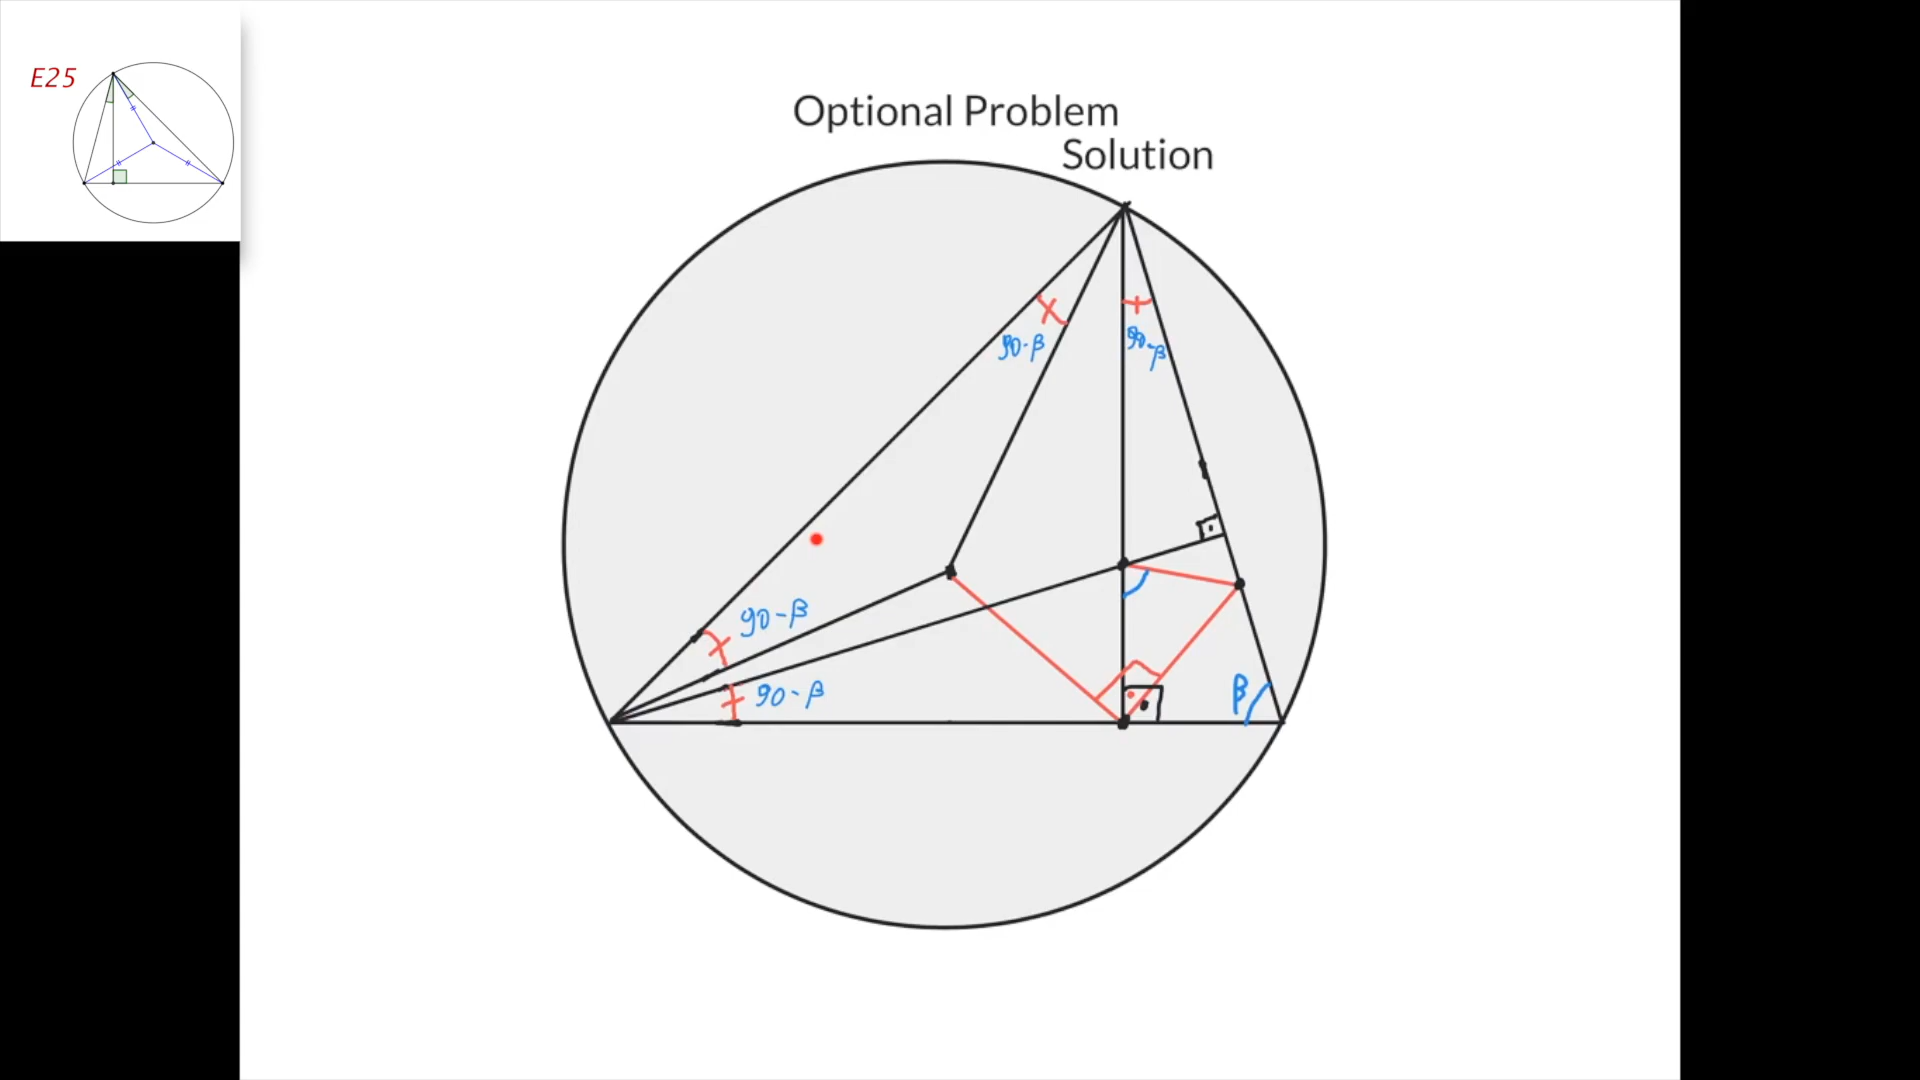 E25
Optional Problem
Solution
90-β
90-β
90-β
90-β
β